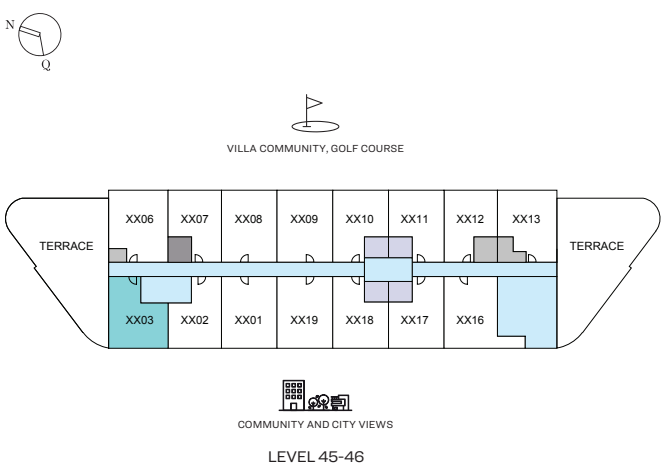 N
Q
VILLA COMMUNITY, GOLF COURSE
XX06 XX07 XX08 XX09 XX10 XX11 XX12 XX13
TERRACE TERRACE
XX03 XX02 XX01 XX19 XX18 XX17 XX16
COMMUNITY AND CITY VIEWS
LEVEL 45-46